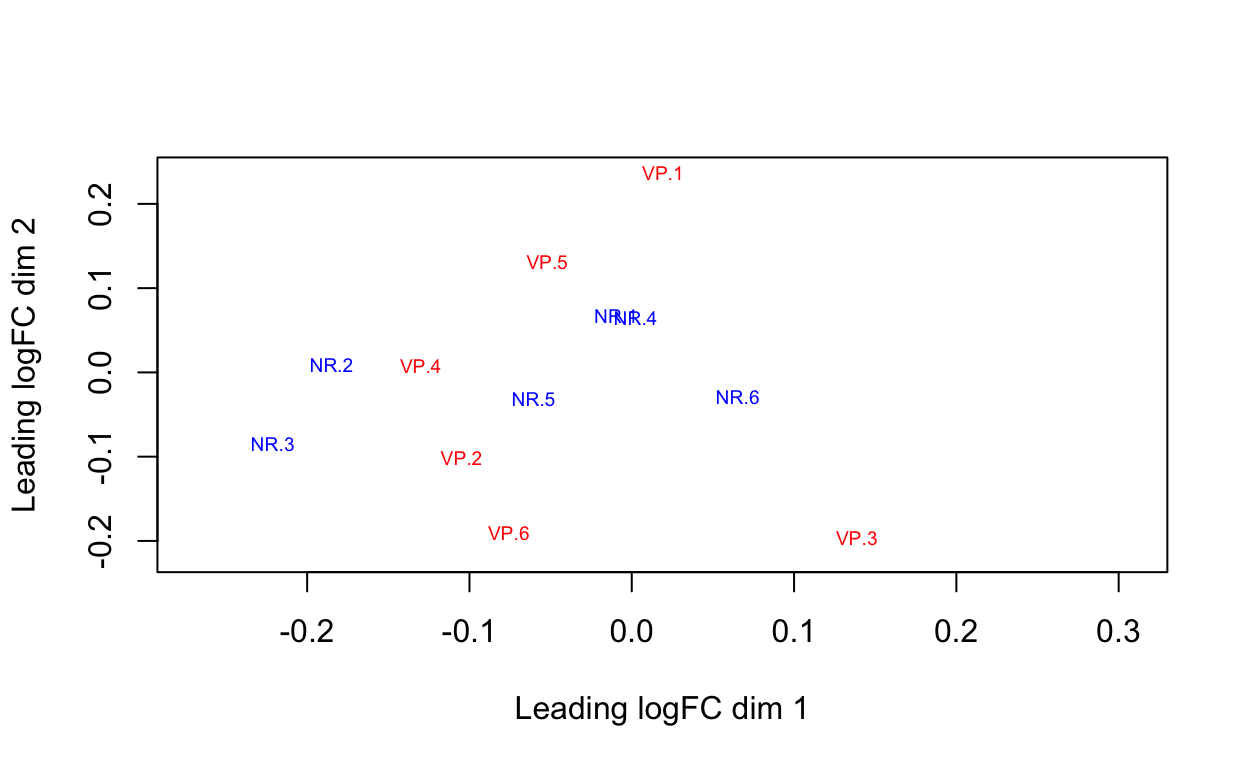 VP.1
VP.5
NR.1
NR.4
NR.2
VP.4
NR.5
NR.6
NR.3
VP.2
VP.6
VP.3
0.2
0.1
0.0
-0.1
-0.2
Leading logFC dim 2
-0.2 -0.1 0.0 0.1 0.2 0.3
Leading logFC dim 1